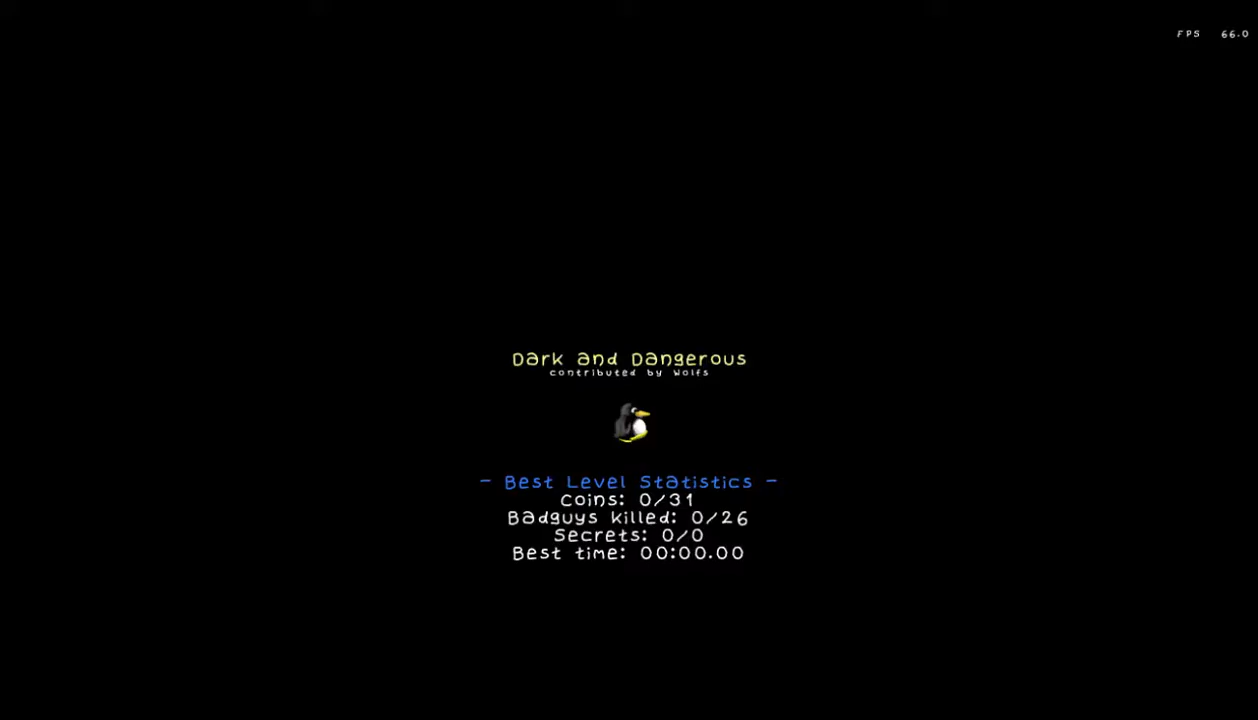 FPS 66.0
Dark and Dangerous
contributed by Wolfs
- Best Level Statistics -
Coins: 0/31
Badguys killed: 0/26
Secrets: 0/0
Best time: 00:00.00